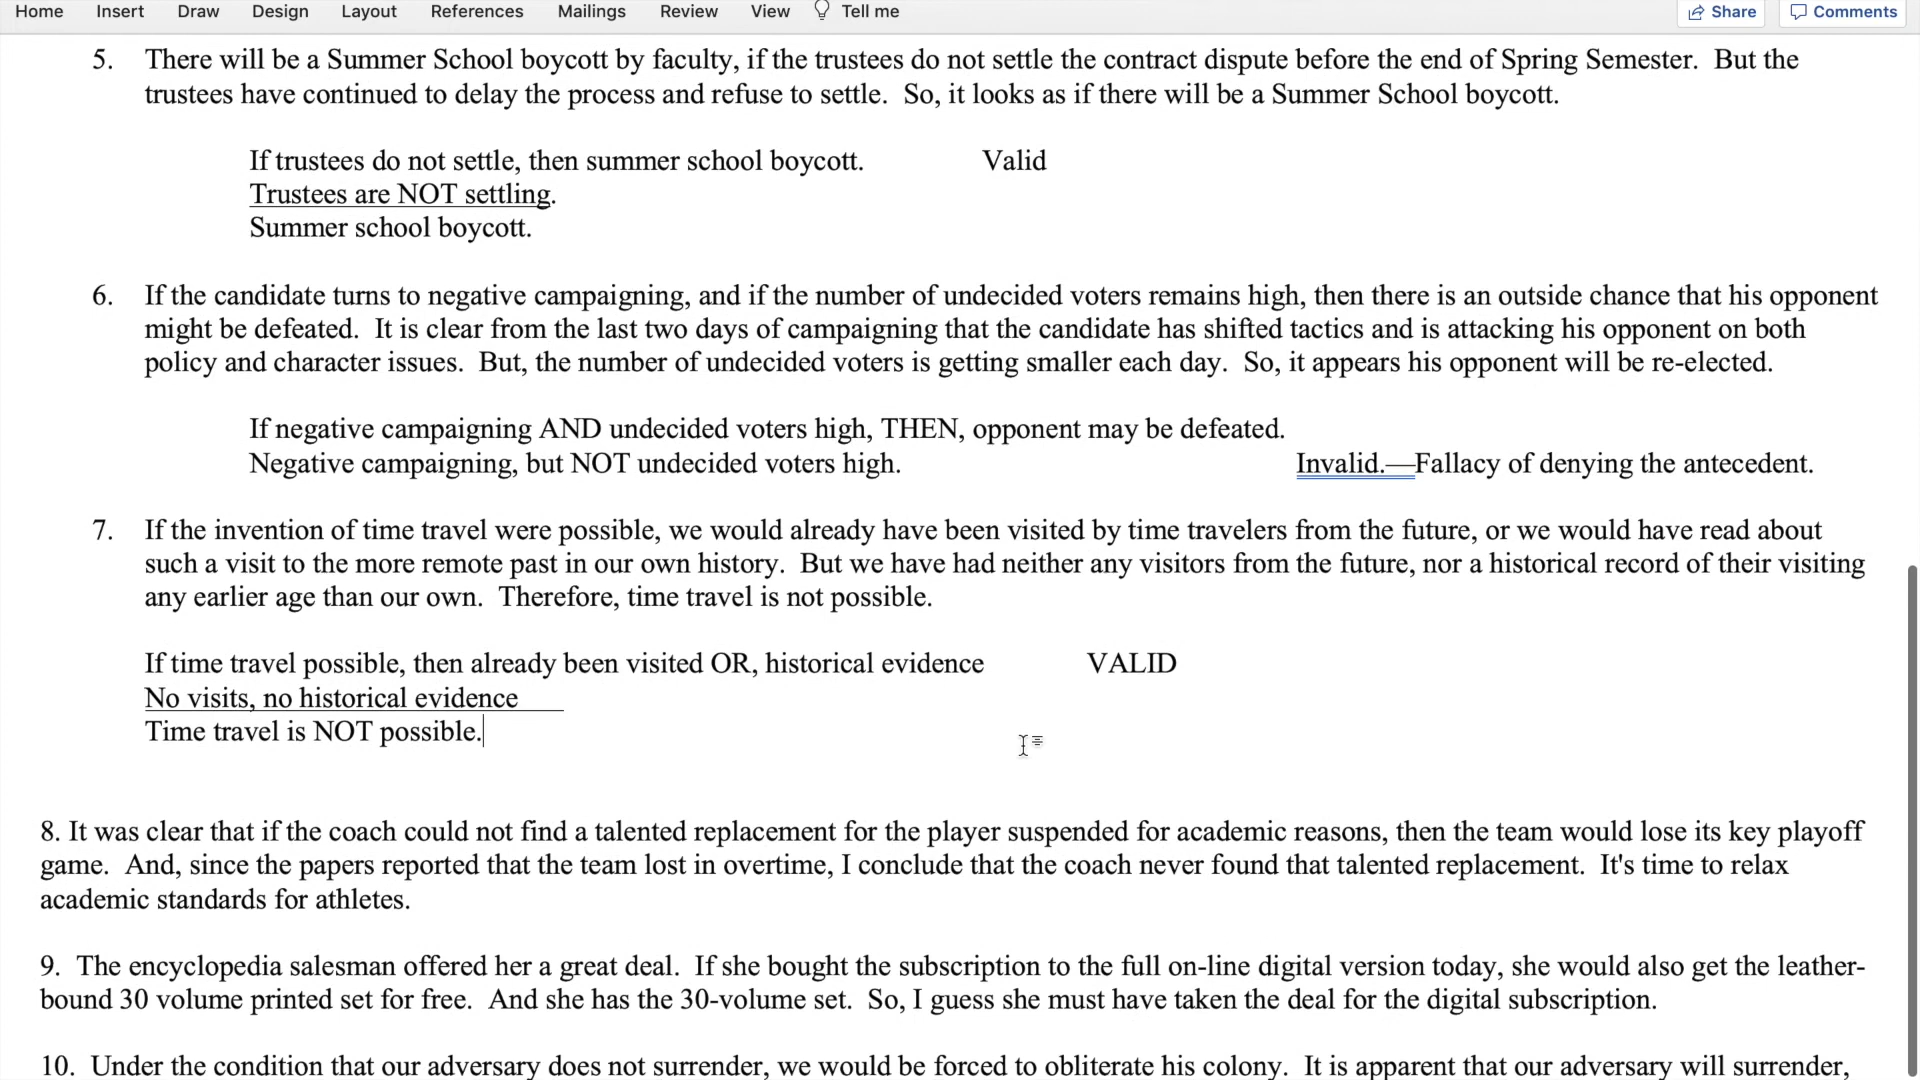 Home Insert Draw Design Layout References Mailings Review View Tell me Share Comments
5. There will be a Summer School boycott by faculty, if the trustees do not settle the contract dispute before the end of Spring Semester. But the
trustees have continued to delay the process and refuse to settle. So, it looks as if there will be a Summer School boycott.
If trustees do not settle, then summer school boycott. Valid
Trustees are NOT settling.
Summer school boycott.
6. If the candidate turns to negative campaigning, and if the number of undecided voters remains high, then there is an outside chance that his opponent
might be defeated. It is clear from the last two days of campaigning that the candidate has shifted tactics and is attacking his opponent on both
policy and character issues. But, the number of undecided voters is getting smaller each day. So, it appears his opponent will be re-elected.
If negative campaigning AND undecided voters high, THEN, opponent may be defeated.
Negative campaigning, but NOT undecided voters high. Invalid.—Fallacy of denying the antecedent.
7. If the invention of time travel were possible, we would already have been visited by time travelers from the future, or we would have read about
such a visit to the more remote past in our own history. But we have had neither any visitors from the future, nor a historical record of their visiting
any earlier age than our own. Therefore, time travel is not possible.
If time travel possible, then already been visited OR, historical evidence VALID
No visits, no historical evidence
Time travel is NOT possible.
8. It was clear that if the coach could not find a talented replacement for the player suspended for academic reasons, then the team would lose its key playoff
game. And, since the papers reported that the team lost in overtime, I conclude that the coach never found that talented replacement. It's time to relax
academic standards for athletes.
9. The encyclopedia salesman offered her a great deal. If she bought the subscription to the full on-line digital version today, she would also get the leather-
bound 30 volume printed set for free. And she has the 30-volume set. So, I guess she must have taken the deal for the digital subscription.
10. Under the condition that our adversary does not surrender, we would be forced to obliterate his colony. It is apparent that our adversary will surrender,